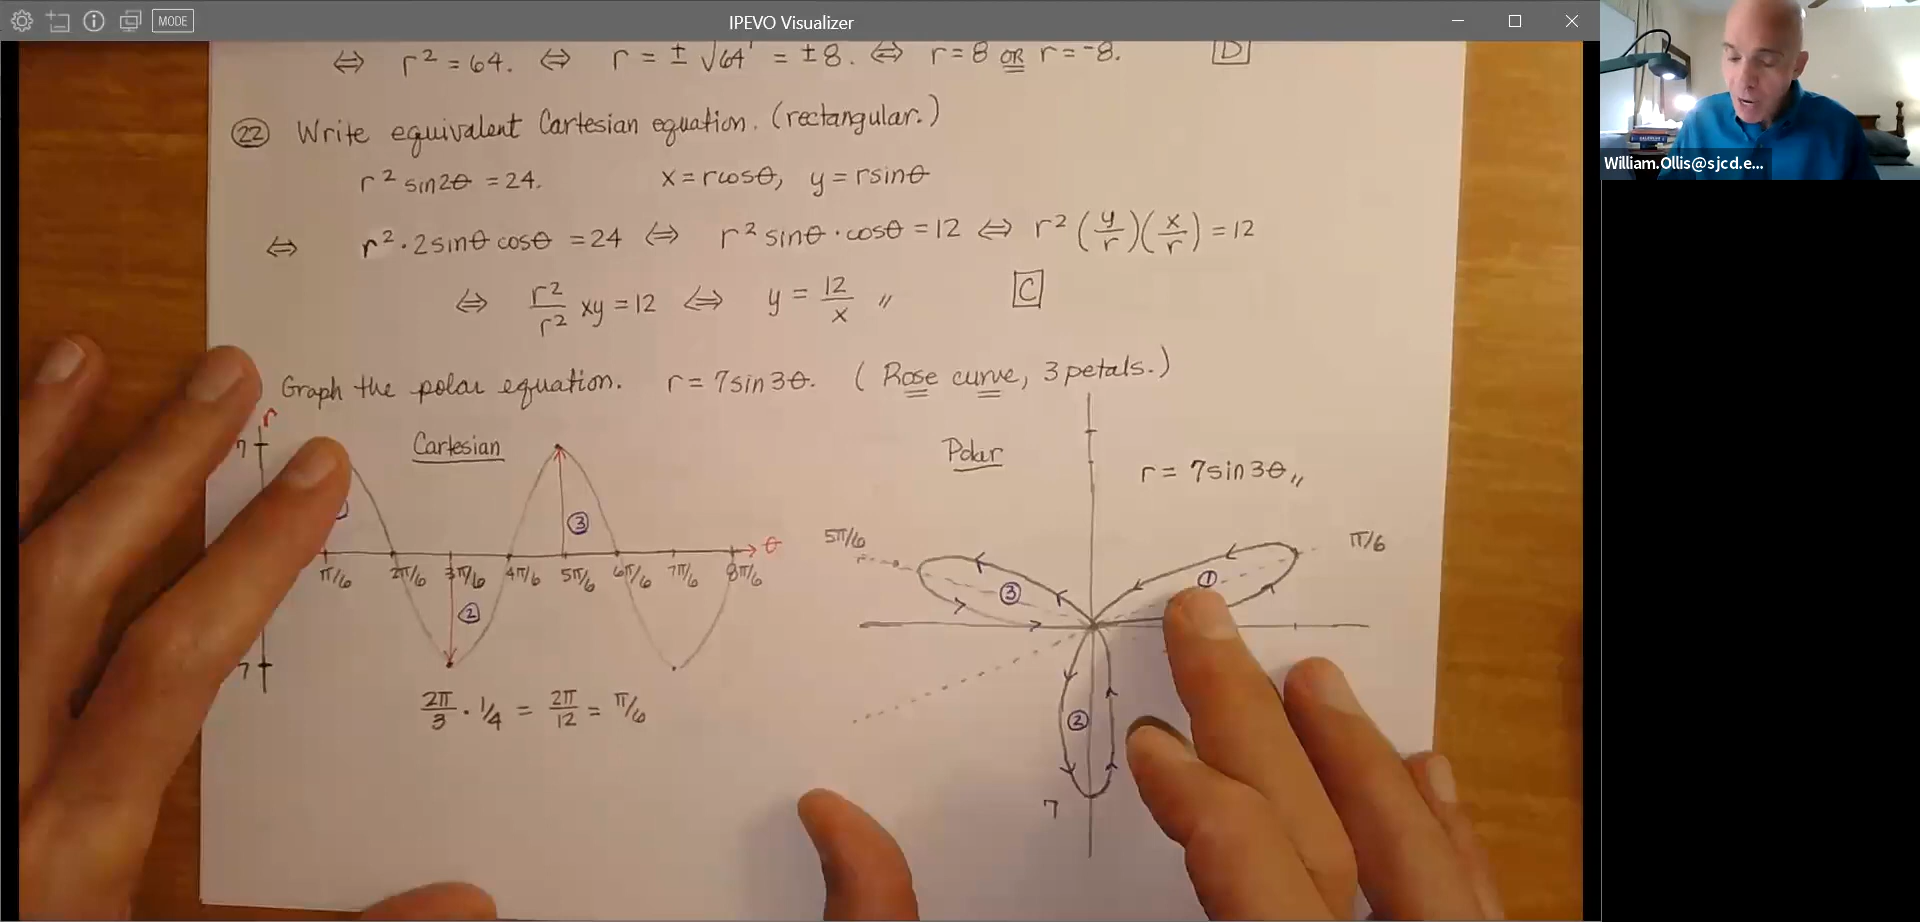 MODE
IPEVO Visualizer
⇔ r² = 64. ⇔ r = ± √64 = ±8. ⇔ r = 8 OR r = -8. D
22 Write equivalent Cartesian equation. (rectangular.)
r² sin2θ = 24. x = rcosθ, y = rsinθ
⇔ r² · 2sinθ cosθ = 24 ⇔ r² sinθ · cosθ = 12 ⇔ r² (y/r)(x/r) = 12
⇔ r²/r² xy = 12 ⇔ y = 12/x // C
Graph the polar equation. r = 7sin3θ. (Rose curve, 3 petals.)
r
7
Cartesian
3
θ
π/6 2π/6 3π/6 4π/6 5π/6 6π/6 7π/6 8π/6
2
7
2π/3 · 1/4 = 2π/12 = π/6
Polar
r = 7sin3θ //
5π/6
π/6
3
1
2
7
William.Ollis@sjcd.e...